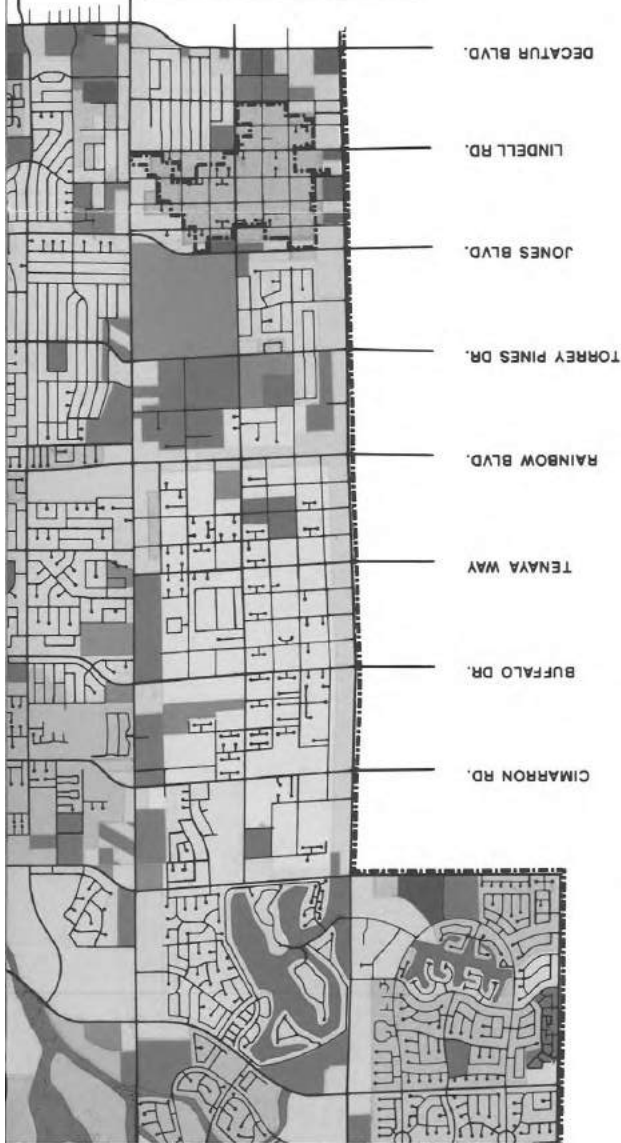 CIMARRON RD.
BUFFALO DR.
TENAYA WAY
RAINBOW BLVD.
TORREY PINES DR.
JONES BLVD.
LINDELL RD.
DECATUR BLVD.